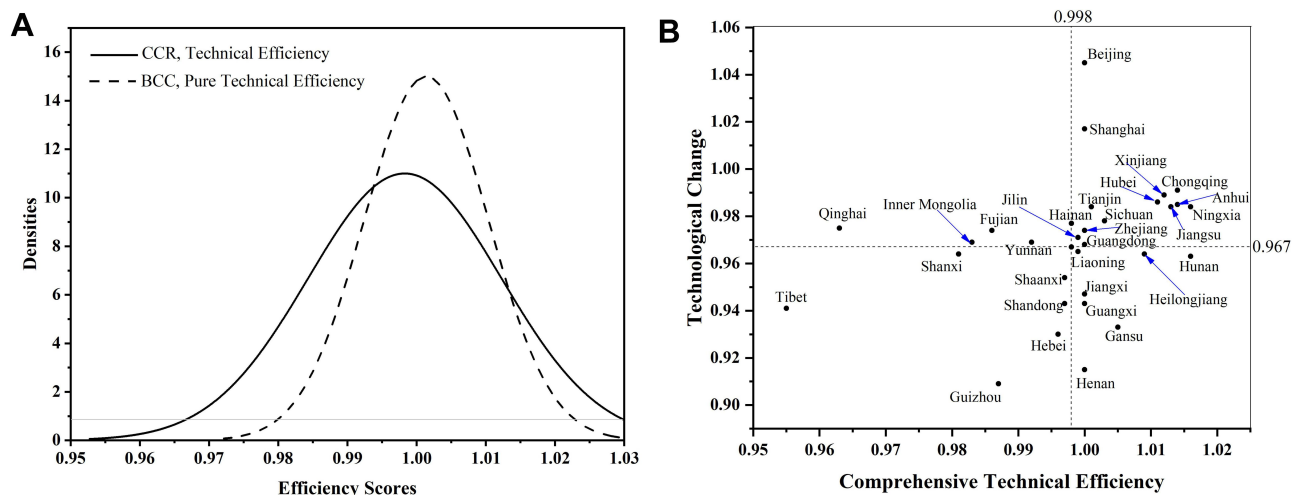 A
CCR, Technical Efficiency
BCC, Pure Technical Efficiency
Densities
16
14
12
10
8
6
4
2
0
0.95 0.96 0.97 0.98 0.99 1.00 1.01 1.02 1.03
Efficiency Scores
B
0.998
Technological Change
1.06
1.04
1.02
1.00
0.98
0.96
0.94
0.92
0.90
Beijing
Shanghai
Xinjiang
Hubei
Chongqing
Anhui
Jilin
Tianjin
Qinghai
Inner Mongolia
Fujian
Hainan
Sichuan
Ningxia
Zhejiang
Jiangsu
Yunnan
Guangdong
0.967
Shanxi
Liaoning
Hunan
Shaanxi
Jiangxi
Heilongjiang
Tibet
Shandong
Guangxi
Hebei
Gansu
Guizhou
Henan
0.95 0.96 0.97 0.98 0.99 1.00 1.01 1.02
Comprehensive Technical Efficiency